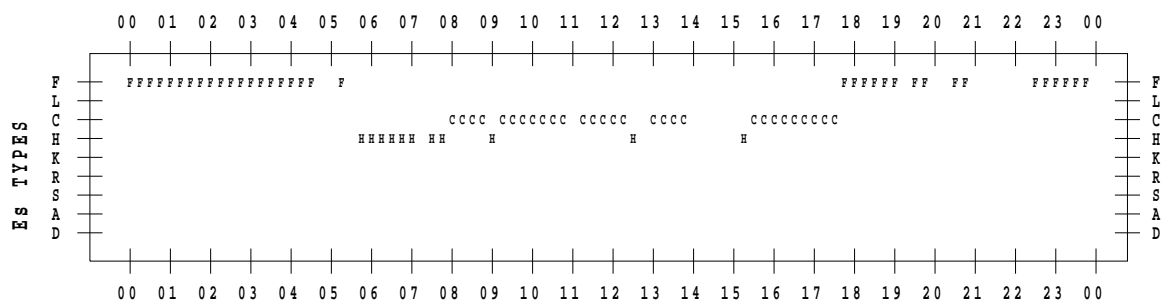 00 01 02 03 04 05 06 07 08 09 10 11 12 13 14 15 16 17 18 19 20 21 22 23 00
Es TYPES
F FFFFFFFFFFFFFFFFFFF F FFFFFF FF FF FFFFFF F
L L
C CCCC CCCCCCC CCCCC CCCC CCCCCCCCC C
H HHHHHH HH H H H H
K K
R R
S S
A A
D D
00 01 02 03 04 05 06 07 08 09 10 11 12 13 14 15 16 17 18 19 20 21 22 23 00